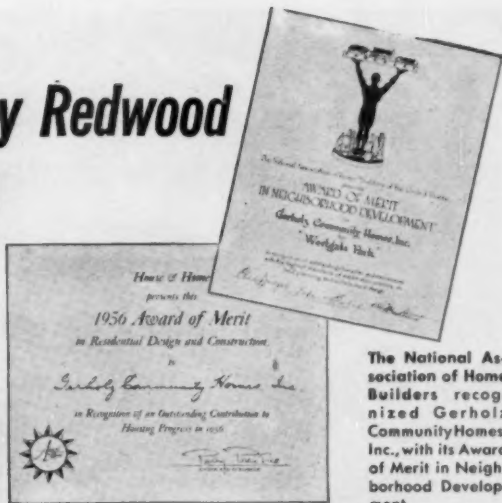 y Redwood
AWARD OF MERIT
IN NEIGHBORHOOD DEVELOPMENT
Gerholz Community Homes, Inc.
Woodgate Park
House & Home
presents this
1956 Award of Merit
in Residential Design and Construction
to
Gerholz Community Homes Inc
in Recognition of an Outstanding Contribution to
Housing Progress in 1956
The National As-
sociation of Home
Builders recog-
nized Gerholz
Community Homes,
Inc., with its Award
of Merit in Neigh-
borhood Develop-
ment.